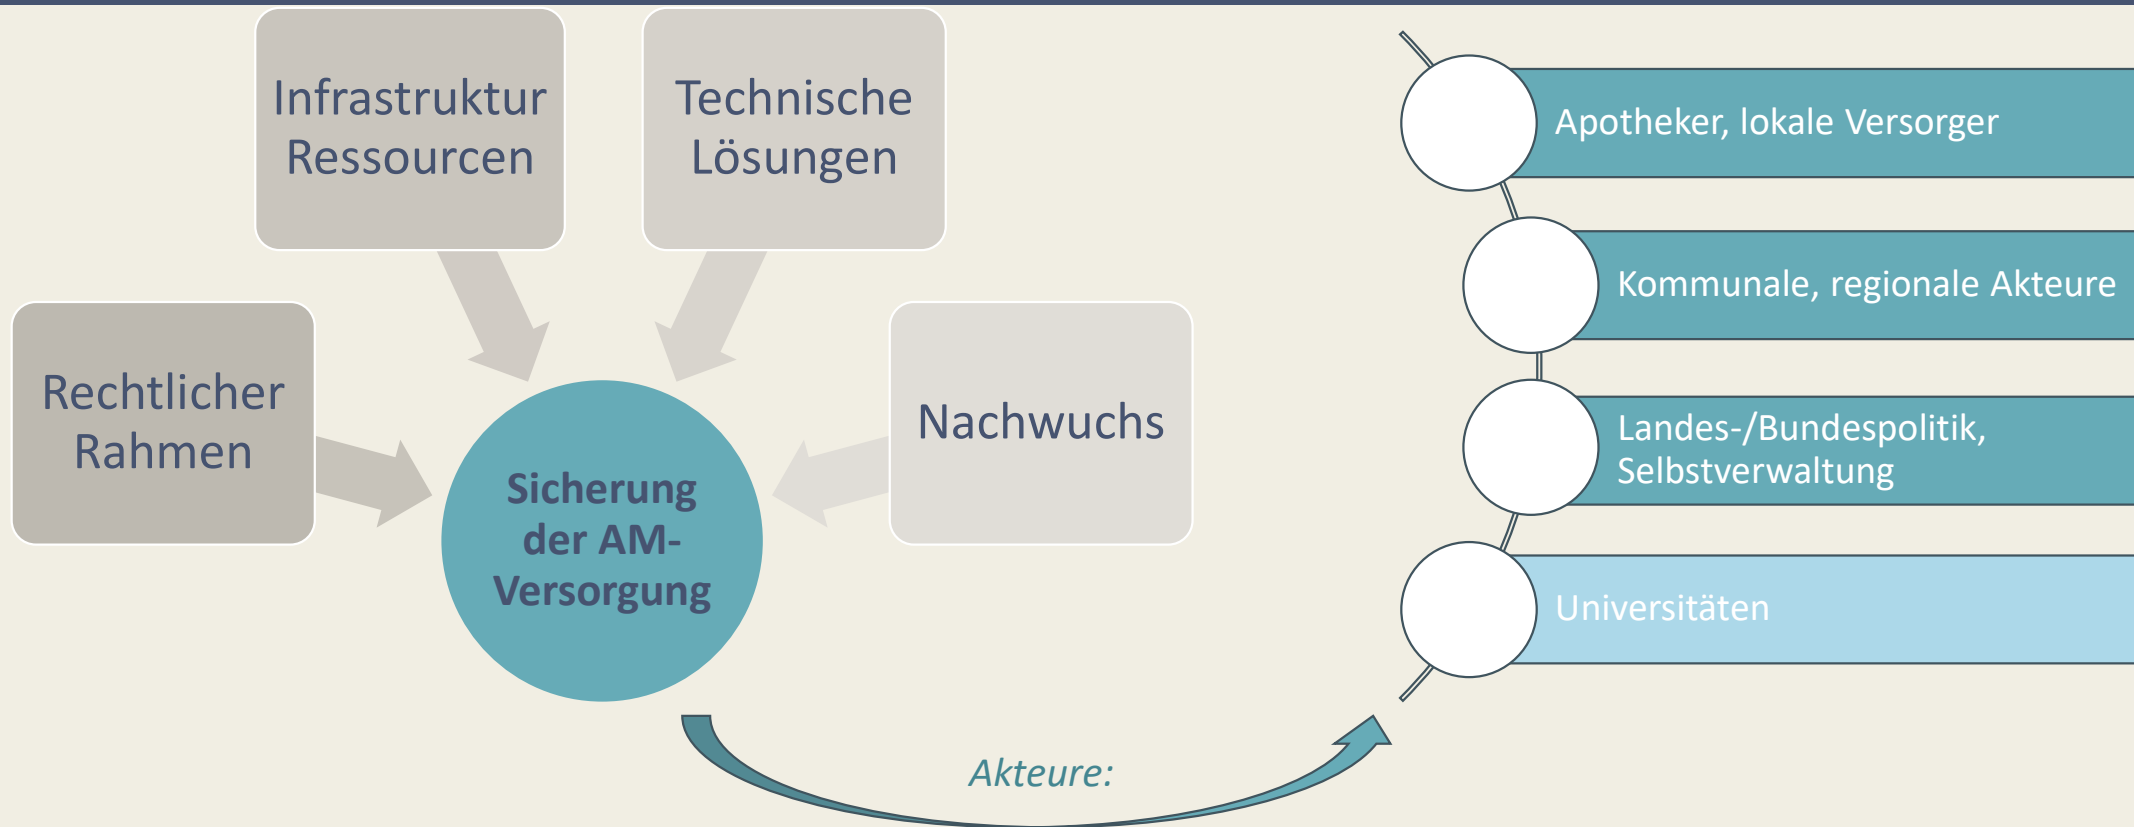 Infrastruktur
Ressourcen
Technische
Lösungen
Rechtlicher
Rahmen
Nachwuchs
Sicherung
der AM-
Versorgung
Akteure:
Apotheker, lokale Versorger
Kommunale, regionale Akteure
Landes-/Bundespolitik,
Selbstverwaltung
Universitäten